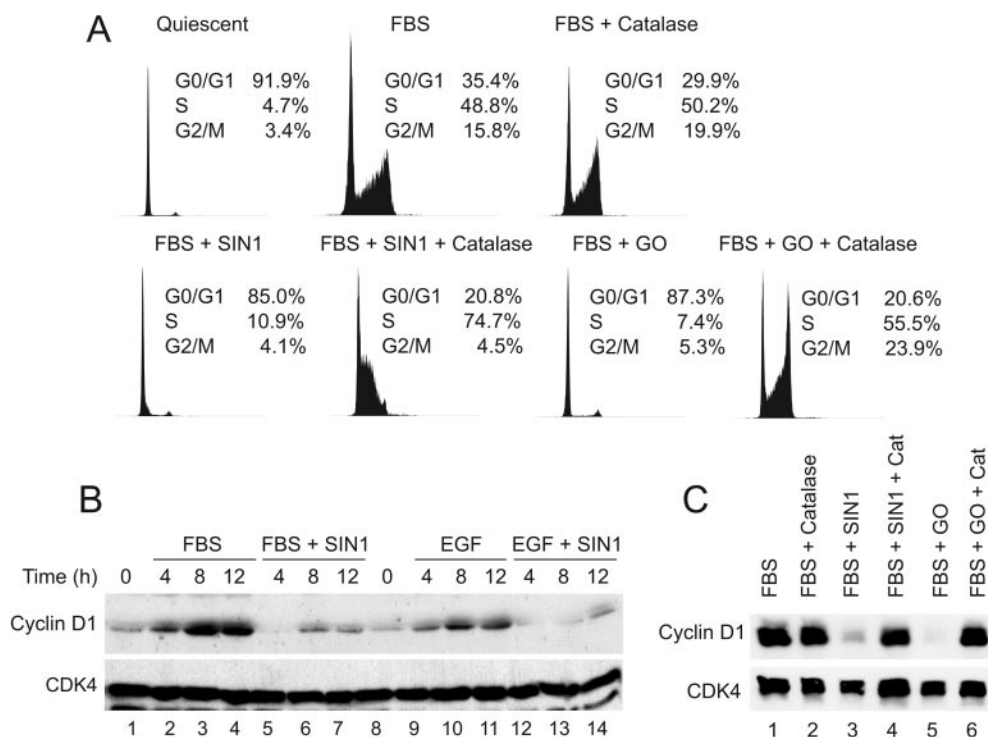 A
Quiescent
G0/G1 91.9%
S 4.7%
G2/M 3.4%
FBS
G0/G1 35.4%
S 48.8%
G2/M 15.8%
FBS + Catalase
G0/G1 29.9%
S 50.2%
G2/M 19.9%
FBS + SIN1
G0/G1 85.0%
S 10.9%
G2/M 4.1%
FBS + SIN1 + Catalase
G0/G1 20.8%
S 74.7%
G2/M 4.5%
FBS + GO
G0/G1 87.3%
S 7.4%
G2/M 5.3%
FBS + GO + Catalase
G0/G1 20.6%
S 55.5%
G2/M 23.9%
B
FBS FBS + SIN1 EGF EGF + SIN1
Time (h) 0 4 8 12 4 8 12 0 4 8 12 4 8 12
Cyclin D1
CDK4
1 2 3 4 5 6 7 8 9 10 11 12 13 14
C
FBS
FBS + Catalase
FBS + SIN1
FBS + SIN1 + Cat
FBS + GO
FBS + GO + Cat
Cyclin D1
CDK4
1 2 3 4 5 6